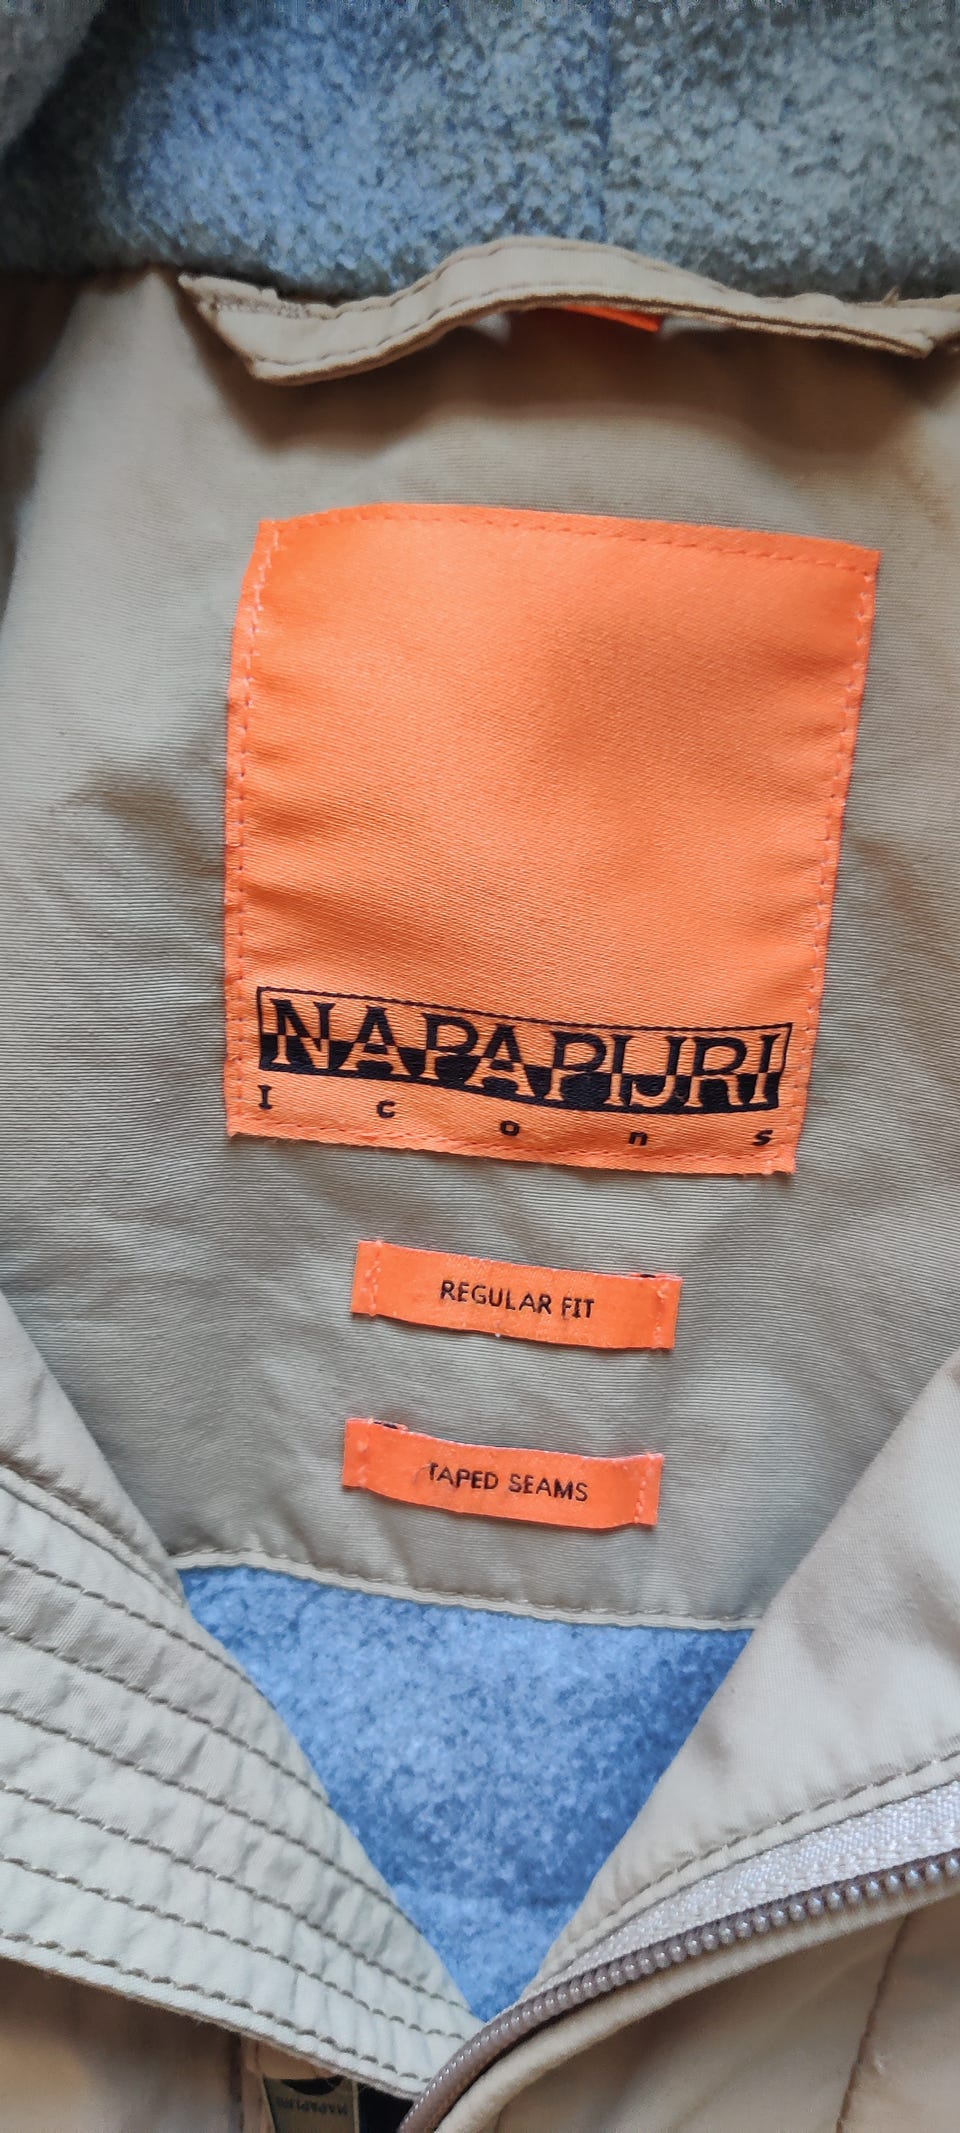 NAPAPIJRI
Icons
REGULAR FIT
TAPED SEAMS